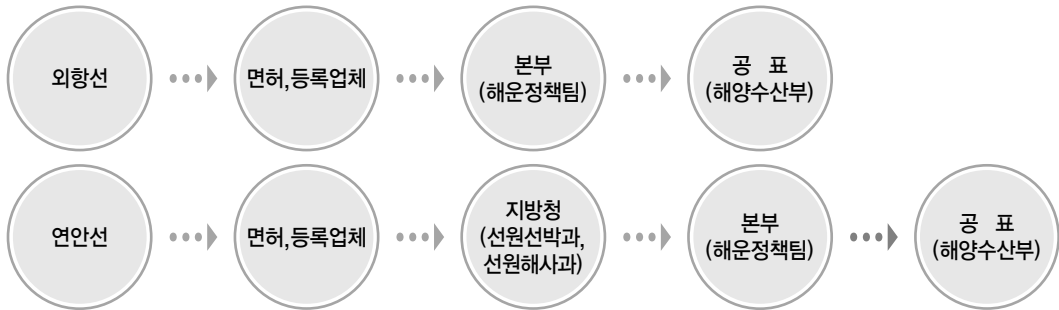 외항선
면허,등록업체
본부
(해운정책팀)
공 표
(해양수산부)
연안선
면허,등록업체
지방청
(선원선박과,
선원해사과)
본부
(해운정책팀)
공 표
(해양수산부)